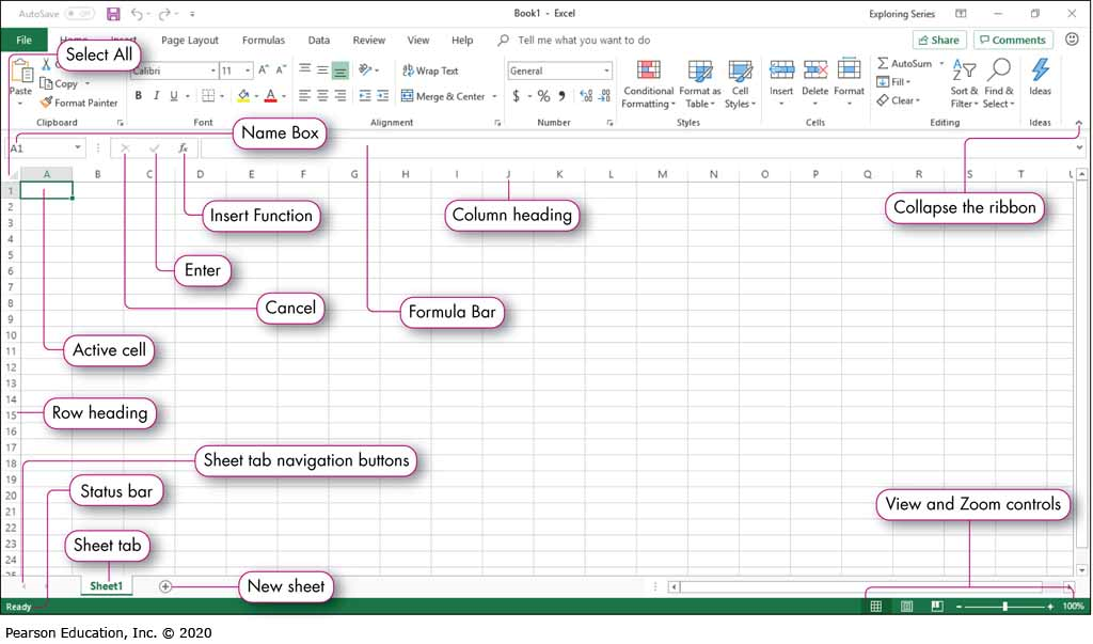 AutoSave Off
Book1 - Excel
Exploring Series
File Home Insert Page Layout Formulas Data Review View Help Tell me what you want to do Share Comments
Select All
Paste
Copy
Format Painter
Calibri 11
B I U
Wrap Text
Merge & Center
General
$ % ,
Conditional Formatting
Format as Table
Cell Styles
Insert
Delete
Format
AutoSum
Fill
Clear
Sort & Filter
Find & Select
Ideas
Clipboard Font Alignment Number Styles Cells Editing Ideas
Name Box
A1 fx
A B C D E F G H I J K L M N O P Q R S T
Insert Function
Column heading
Collapse the ribbon
Enter
Cancel
Formula Bar
Active cell
Row heading
Sheet tab navigation buttons
Status bar
View and Zoom controls
Sheet tab
New sheet
1
2
3
4
5
6
7
8
9
10
11
12
13
14
15
16
17
18
19
20
21
22
23
24
25
Sheet1
Ready
100%
Pearson Education, Inc. © 2020